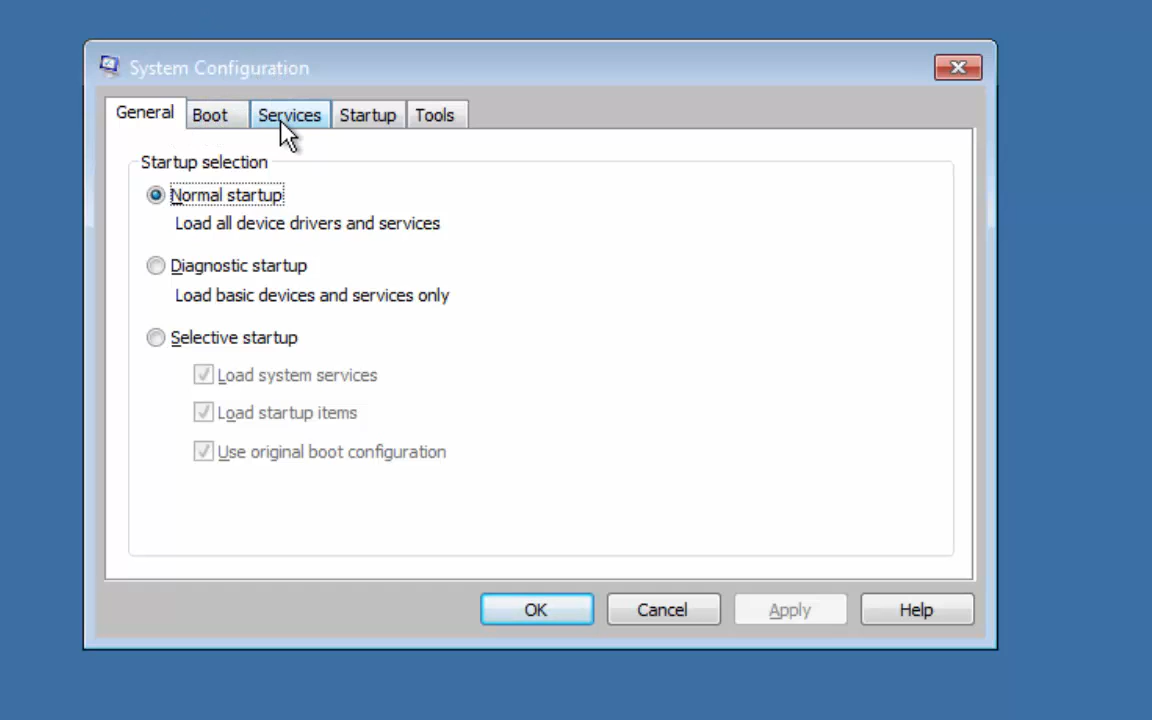 System Configuration
General Boot Services Startup Tools
Startup selection
Normal startup
Load all device drivers and services
Diagnostic startup
Load basic devices and services only
Selective startup
Load system services
Load startup items
Use original boot configuration
OK Cancel Apply Help